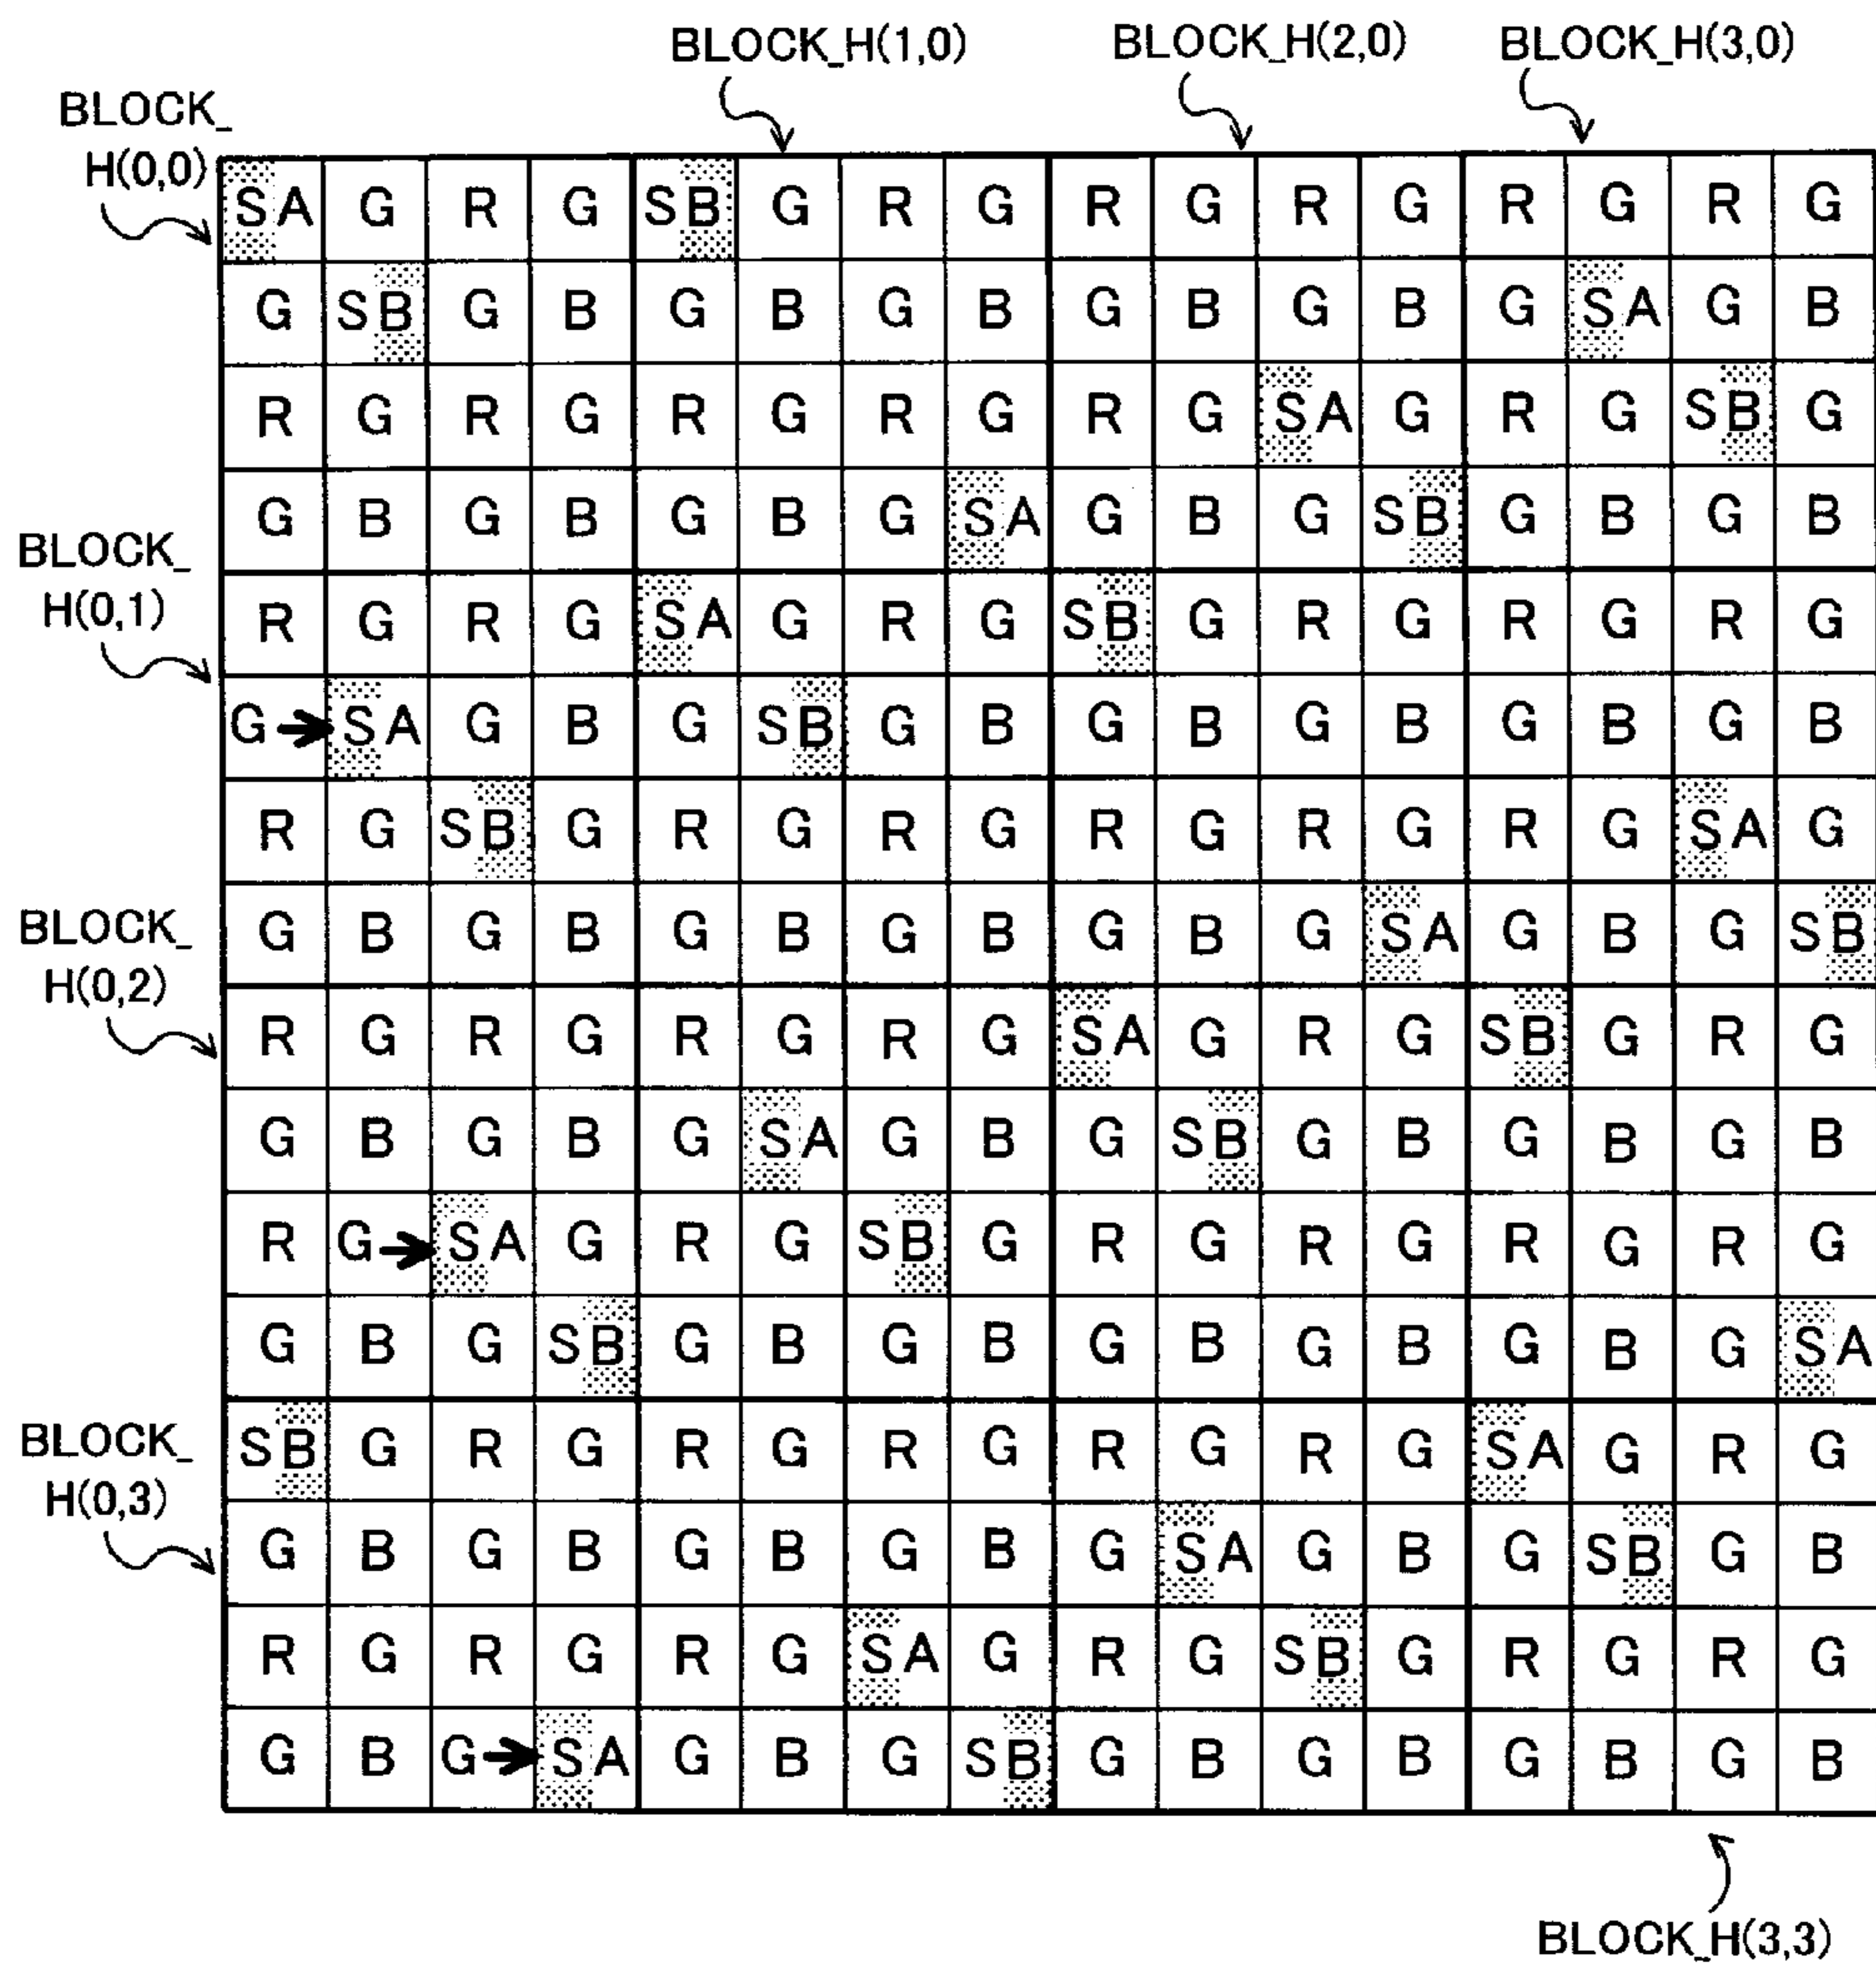 BLOCK_H(1,0) BLOCK_H(2,0) BLOCK_H(3,0)
BLOCK_
H(0,0)
SA G R G SB G R G R G R G R G R G
G SB G B G B G B G B G B G SA G B
R G R G R G R G R G SA G R G SB G
G B G B G B G SA G B G SB G B G B
BLOCK_
H(0,1)
R G R G SA G R G SB G R G R G R G
G → SA G B G SB G B G B G B G B G B
R G SB G R G R G R G R G R G SA G
G B G B G B G B G B G SA G B G SB
BLOCK_
H(0,2)
R G R G R G R G SA G R G SB G R G
G B G B G SA G B G SB G B G B G B
R G → SA G R G SB G R G R G R G R G
G B G SB G B G B G B G B G B G SA
BLOCK_
H(0,3)
SB G R G R G R G R G R G SA G R G
G B G B G B G B G SA G B G SB G B
R G R G R G SA G R G SB G R G R G
G B G → SA G B G SB G B G B G B G B
BLOCK_H(3,3)